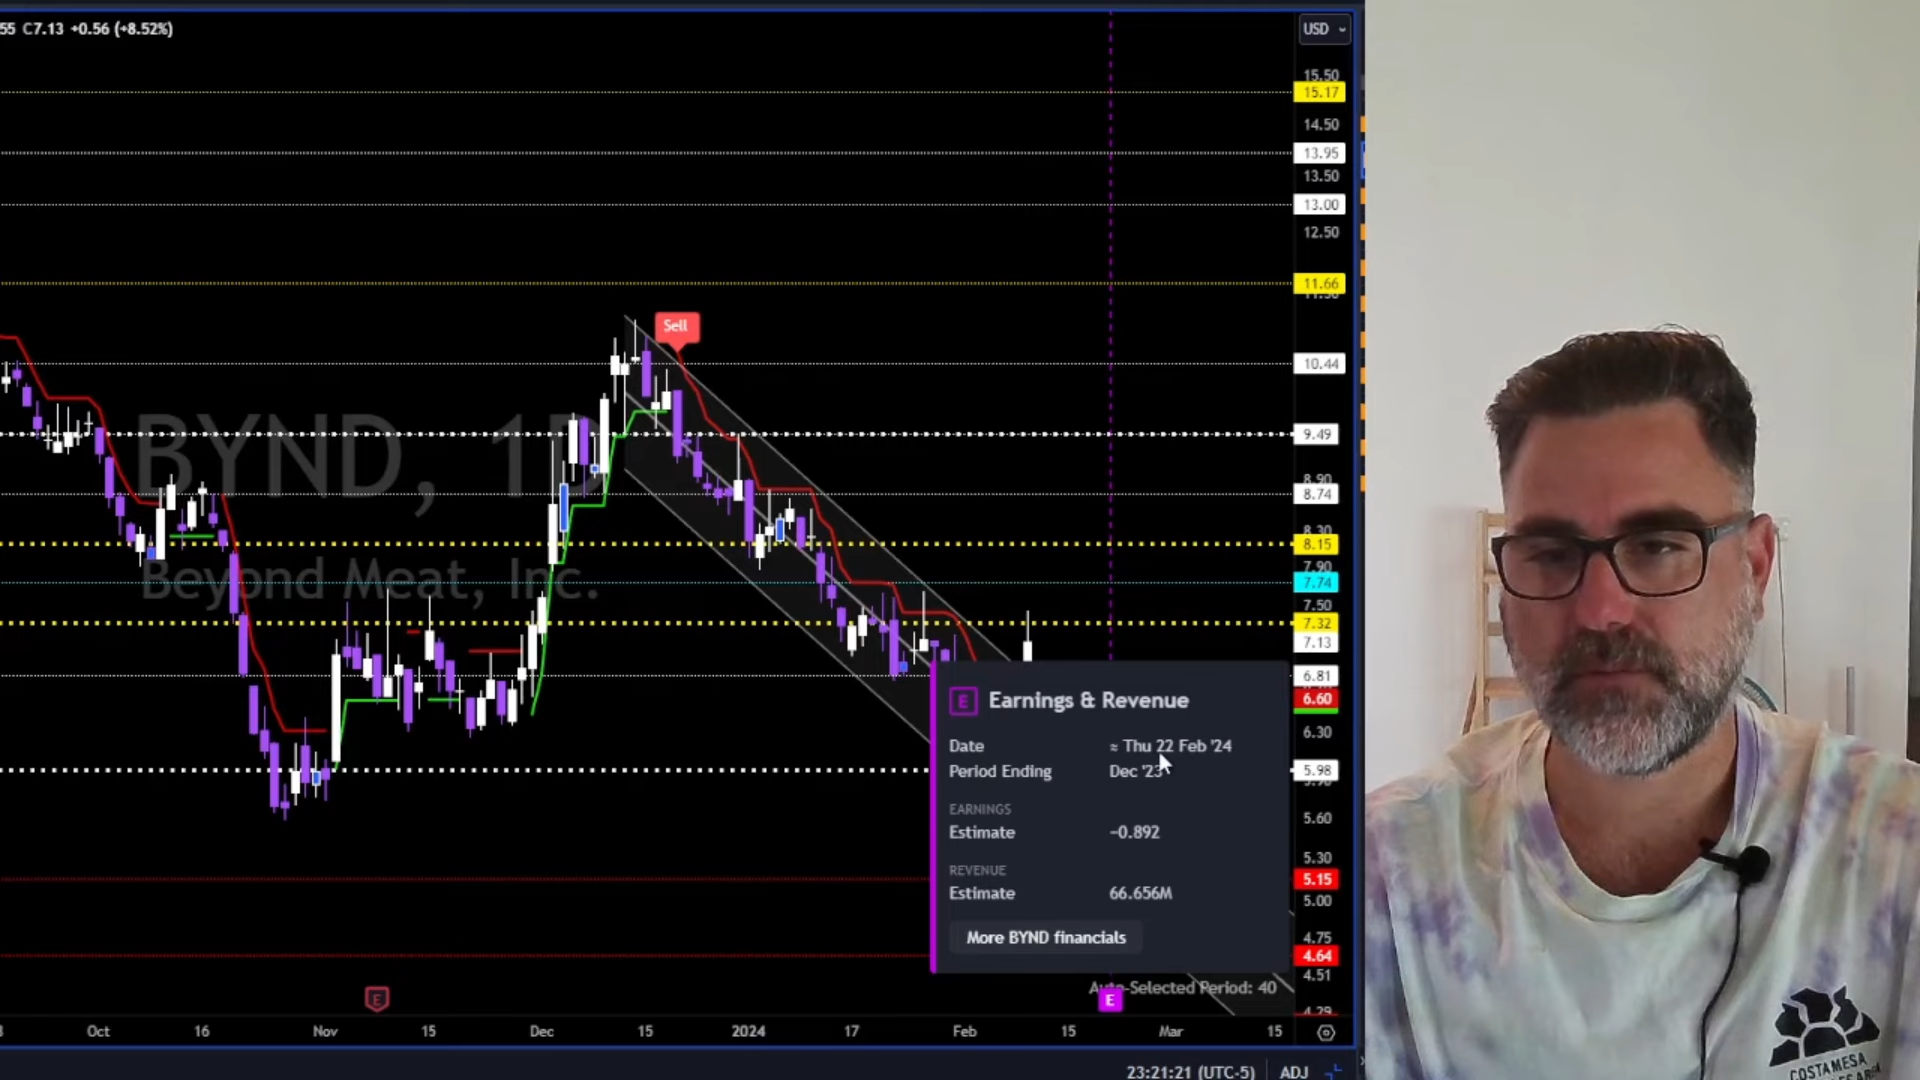 55 C7.13 +0.56 (+8.52%)
USD
15.50
15.17
14.50
13.95
13.50
13.00
12.50
11.66
Sell
10.44
BYND, 1D
9.49
8.90
8.74
8.30
8.15
Beyond Meat, Inc.
7.90
7.74
7.50
7.32
7.13
6.81
6.60
E Earnings & Revenue
6.30
Date ≈ Thu 22 Feb '24
Period Ending Dec '23
5.98
EARNINGS
Estimate −0.892
5.60
5.30
REVENUE
5.15
Estimate 66.656M
5.00
More BYND financials
4.75
4.64
4.51
Auto-Selected Period: 40
E
E
4.29
Oct 16 Nov 15 Dec 15 2024 17 Feb 15 Mar 15
23:21:21 (UTC-5) ADJ
COSTAMESA